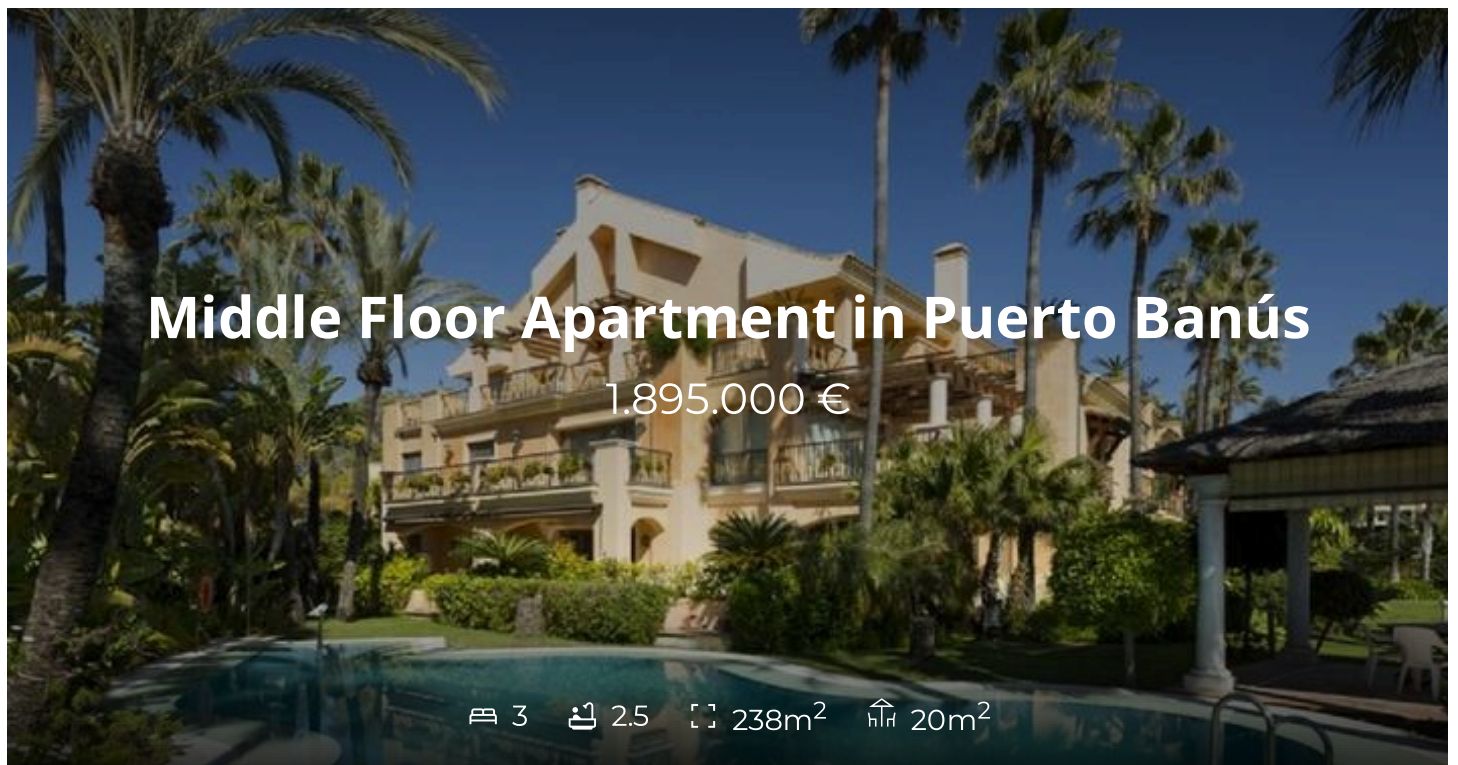 Middle Floor Apartment in Puerto Banús
1.895.000 €
3 2.5 238m² 20m²